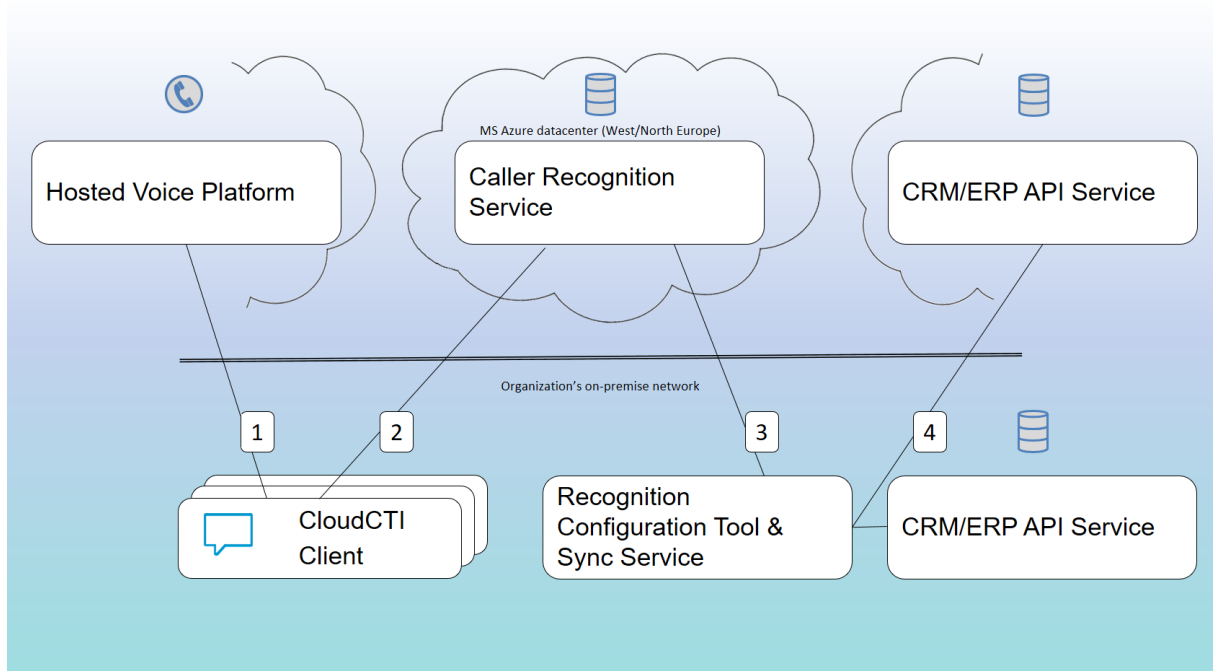 MS Azure datacenter (West/North Europe)
Hosted Voice Platform
Caller Recognition
Service
CRM/ERP API Service
Organization's on-premise network
1
2
3
4
CloudCTI
Client
Recognition
Configuration Tool &
Sync Service
CRM/ERP API Service